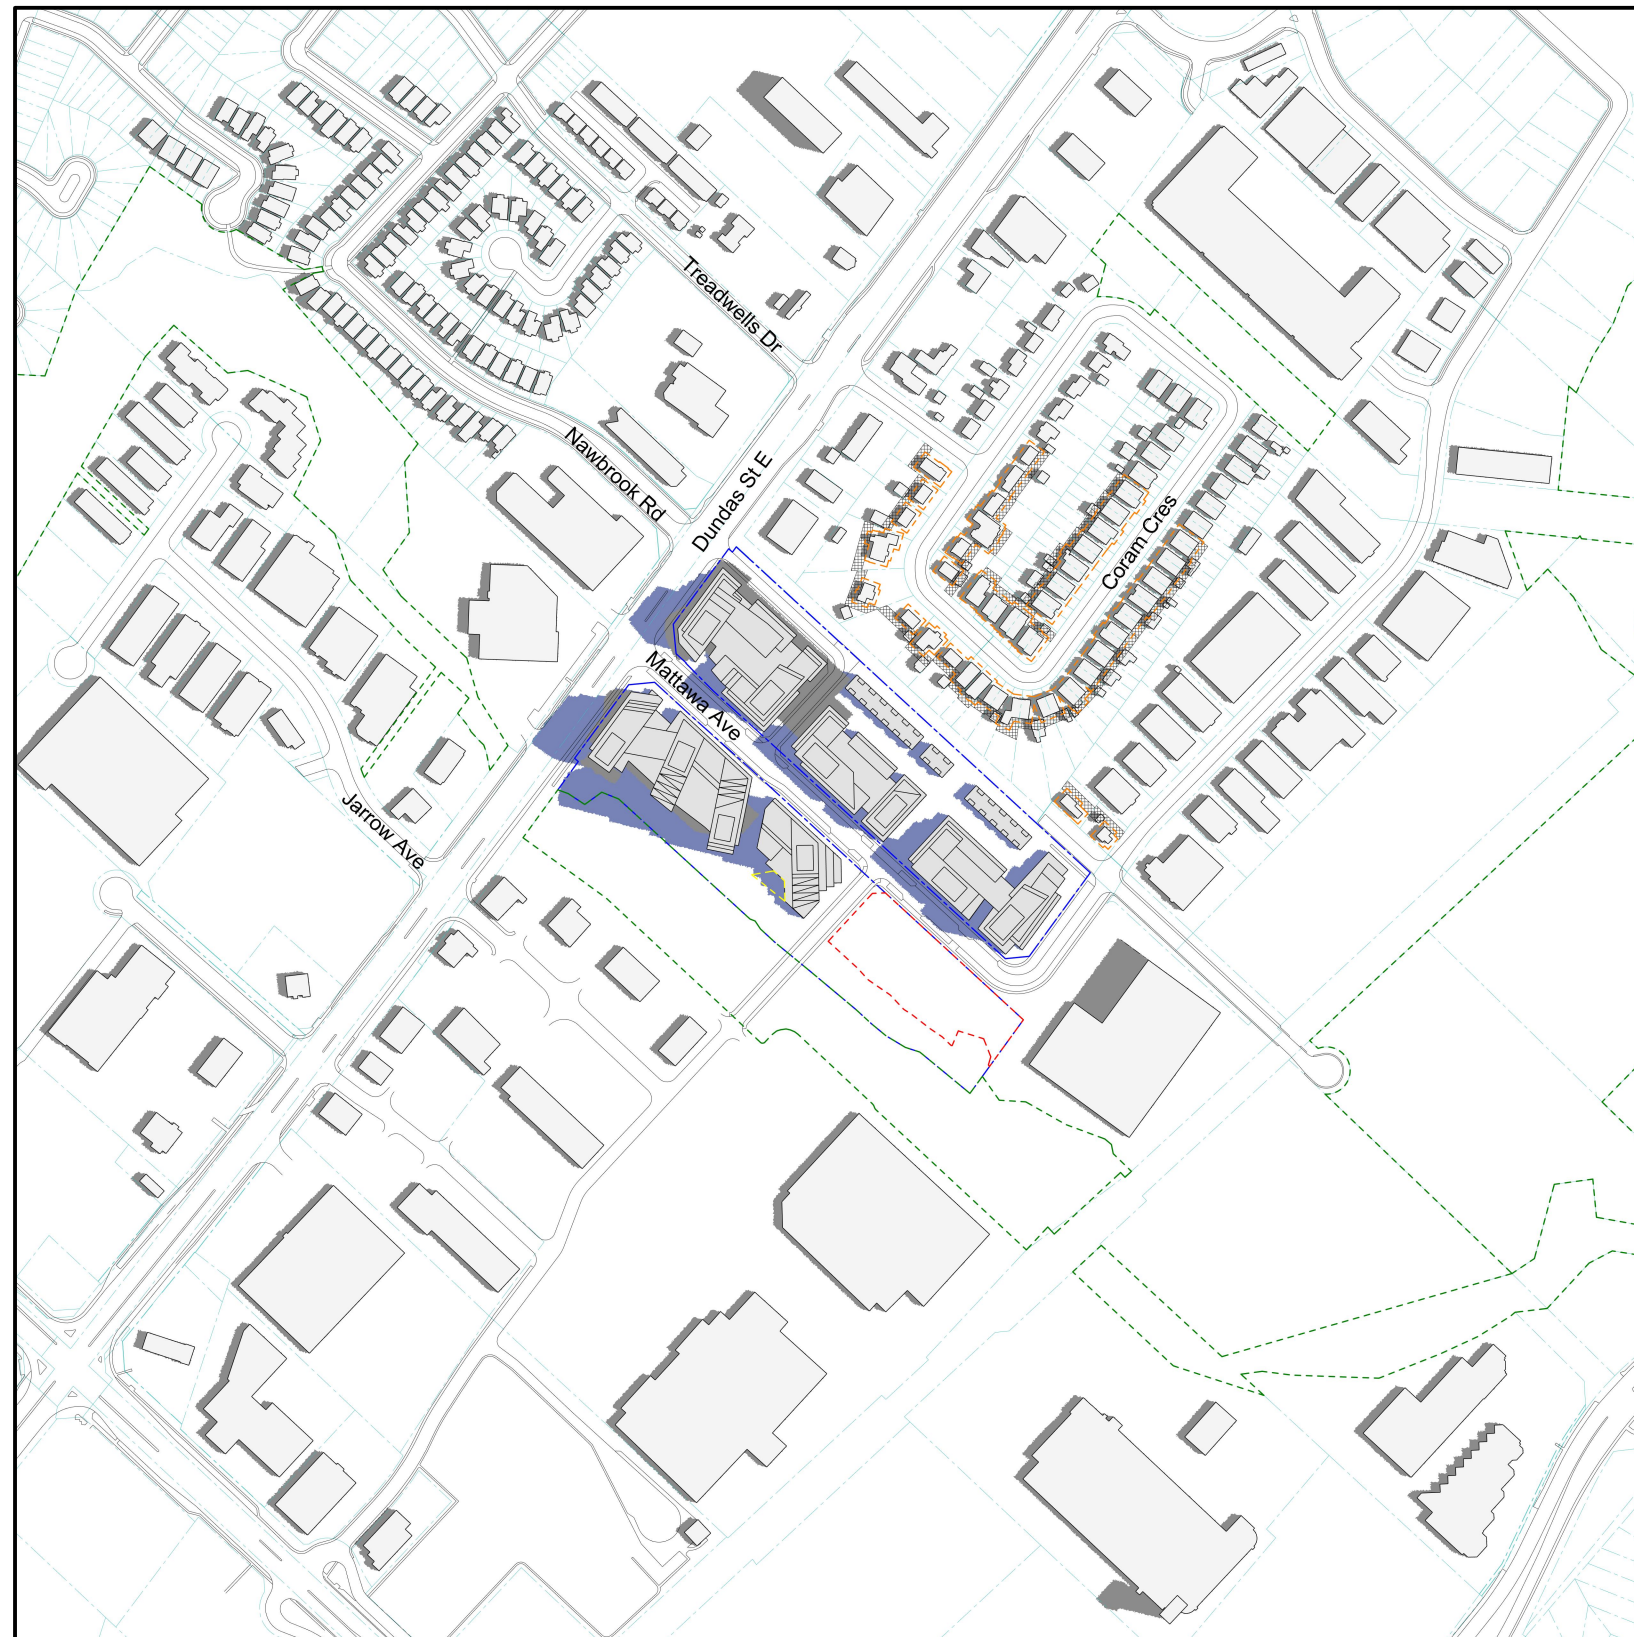 Treadwells Dr
Nawbrook Rd
Dundas St E
Coram Cres
Mattawa Ave
Jarrow Ave